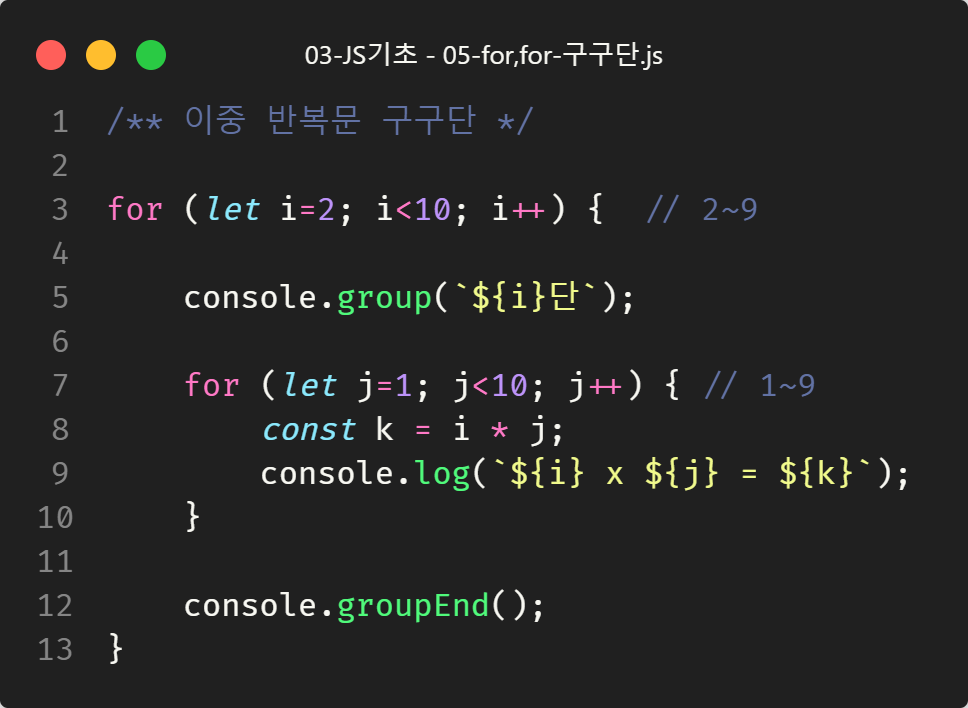 03-JS기초 - 05-for,for-구구단.js
1 /** 이중 반복문 구구단 */
2
3 for (let i=2; i<10; i++) {   // 2~9
4
5     console.group(`${i}단`);
6
7     for (let j=1; j<10; j++) { // 1~9
8         const k = i * j;
9         console.log(`${i} x ${j} = ${k}`);
10     }
11
12     console.groupEnd();
13 }